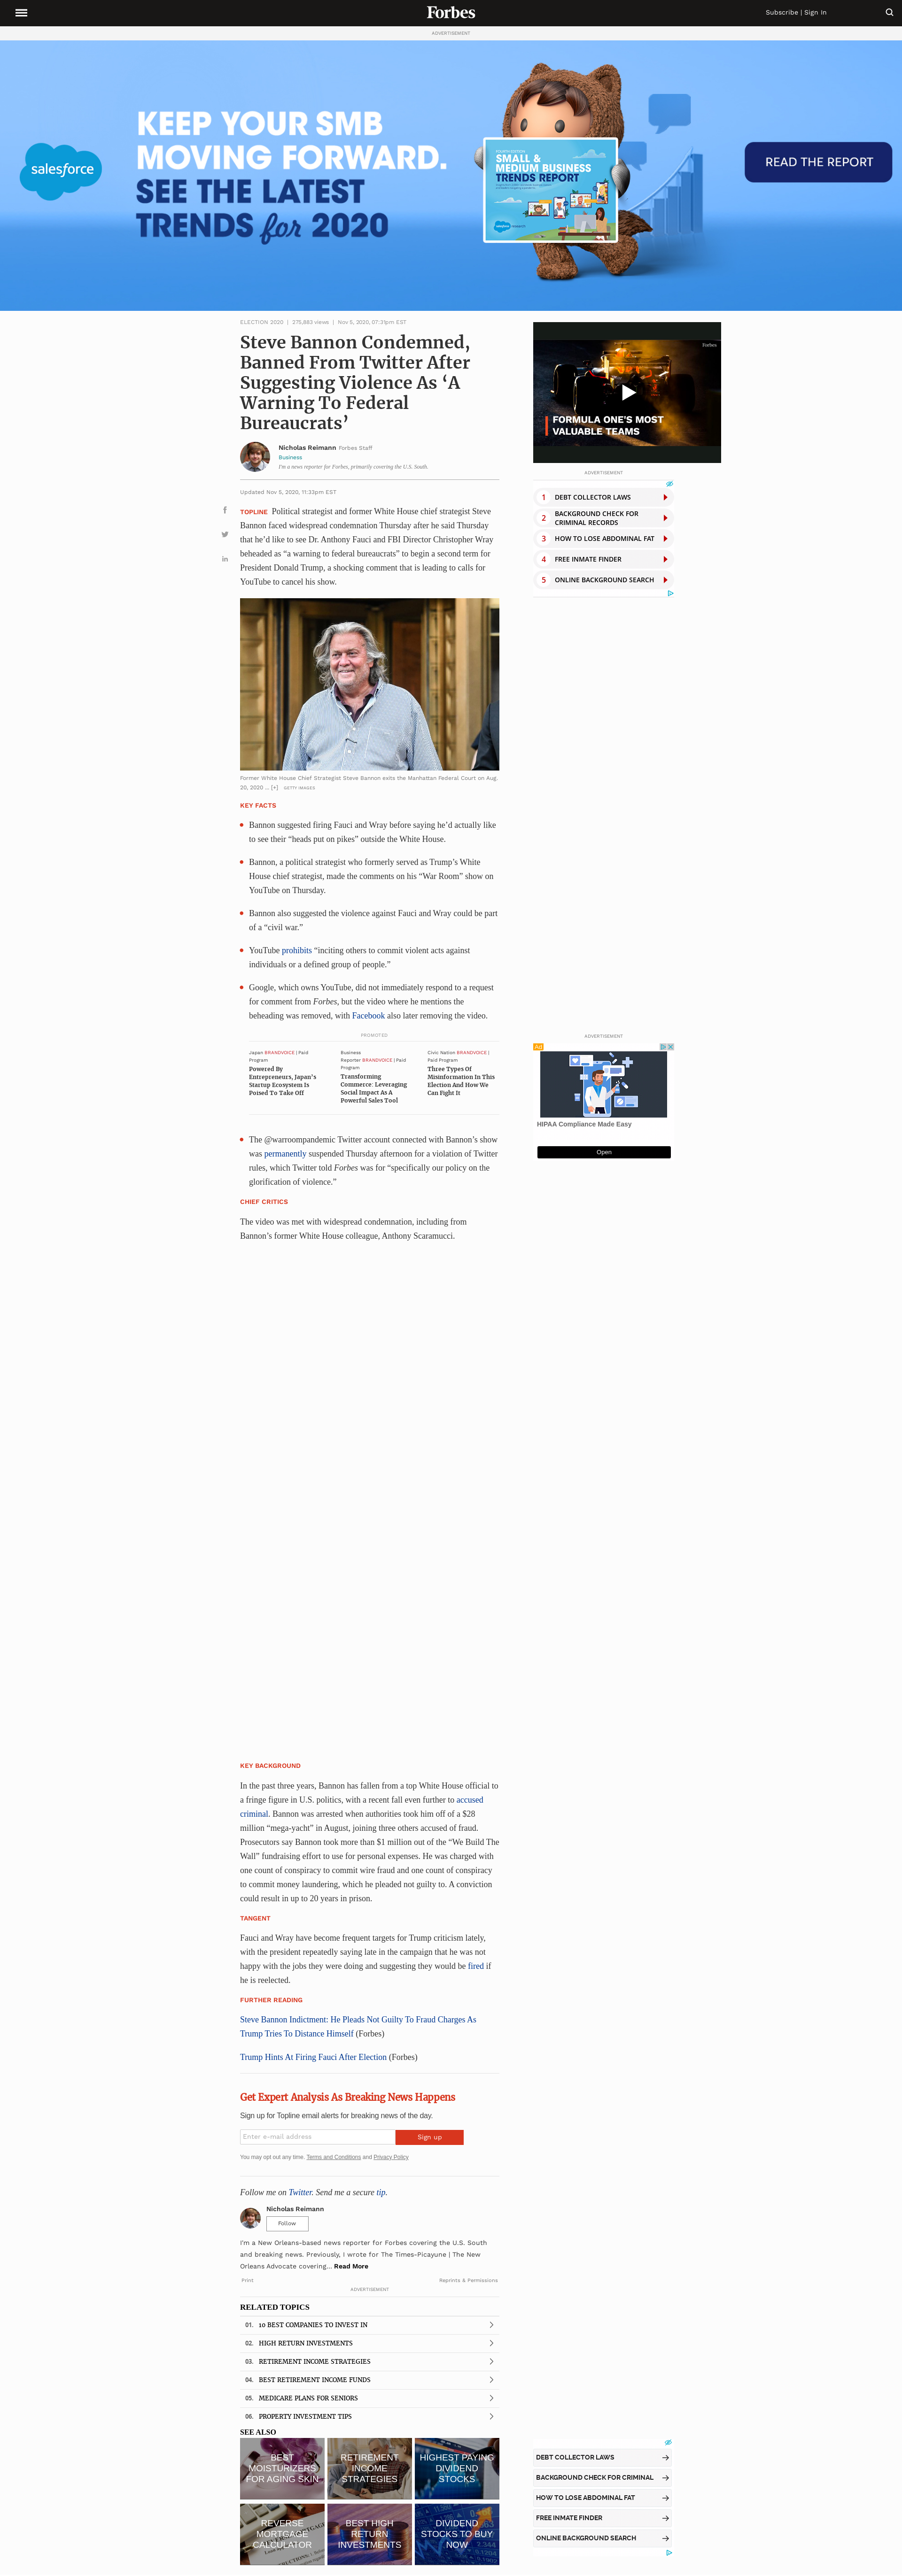 Forbes
Subscribe | Sign In
ADVERTISEMENT
salesforce
KEEP YOUR SMB
MOVING FORWARD.
SEE THE LATEST
TRENDS for 2020
FOURTH EDITION
SMALL &
MEDIUM BUSINESS
TRENDS REPORT
READ THE REPORT
ELECTION 2020 | 275,883 views | Nov 5, 2020, 07:31pm EST
Steve Bannon Condemned,
Banned From Twitter After
Suggesting Violence As ‘A
Warning To Federal
Bureaucrats’
Nicholas Reimann Forbes Staff
Business
I'm a news reporter for Forbes, primarily covering the U.S. South.
Updated Nov 5, 2020, 11:33pm EST
TOPLINE Political strategist and former White House chief strategist Steve
Bannon faced widespread condemnation Thursday after he said Thursday
that he’d like to see Dr. Anthony Fauci and FBI Director Christopher Wray
beheaded as “a warning to federal bureaucrats” to begin a second term for
President Donald Trump, a shocking comment that is leading to calls for
YouTube to cancel his show.
Former White House Chief Strategist Steve Bannon exits the Manhattan Federal Court on Aug.
20, 2020 ... [+] GETTY IMAGES
KEY FACTS
Bannon suggested firing Fauci and Wray before saying he’d actually like
to see their “heads put on pikes” outside the White House.
Bannon, a political strategist who formerly served as Trump’s White
House chief strategist, made the comments on his “War Room” show on
YouTube on Thursday.
Bannon also suggested the violence against Fauci and Wray could be part
of a “civil war.”
YouTube prohibits “inciting others to commit violent acts against
individuals or a defined group of people.”
Google, which owns YouTube, did not immediately respond to a request
for comment from Forbes, but the video where he mentions the
beheading was removed, with Facebook also later removing the video.
PROMOTED
Japan BRANDVOICE | Paid
Program
Powered By
Entrepreneurs, Japan’s
Startup Ecosystem Is
Poised To Take Off
Business
Reporter BRANDVOICE | Paid
Program
Transforming
Commerce: Leveraging
Social Impact As A
Powerful Sales Tool
Civic Nation BRANDVOICE |
Paid Program
Three Types Of
Misinformation In This
Election And How We
Can Fight It
The @warroompandemic Twitter account connected with Bannon’s show
was permanently suspended Thursday afternoon for a violation of Twitter
rules, which Twitter told Forbes was for “specifically our policy on the
glorification of violence.”
CHIEF CRITICS
The video was met with widespread condemnation, including from
Bannon’s former White House colleague, Anthony Scaramucci.
KEY BACKGROUND
In the past three years, Bannon has fallen from a top White House official to
a fringe figure in U.S. politics, with a recent fall even further to accused
criminal. Bannon was arrested when authorities took him off of a $28
million “mega-yacht” in August, joining three others accused of fraud.
Prosecutors say Bannon took more than $1 million out of the “We Build The
Wall” fundraising effort to use for personal expenses. He was charged with
one count of conspiracy to commit wire fraud and one count of conspiracy
to commit money laundering, which he pleaded not guilty to. A conviction
could result in up to 20 years in prison.
TANGENT
Fauci and Wray have become frequent targets for Trump criticism lately,
with the president repeatedly saying late in the campaign that he was not
happy with the jobs they were doing and suggesting they would be fired if
he is reelected.
FURTHER READING
Steve Bannon Indictment: He Pleads Not Guilty To Fraud Charges As
Trump Tries To Distance Himself (Forbes)
Trump Hints At Firing Fauci After Election (Forbes)
Get Expert Analysis As Breaking News Happens
Sign up for Topline email alerts for breaking news of the day.
Enter e-mail address
Sign up
You may opt out any time. Terms and Conditions and Privacy Policy
Follow me on Twitter. Send me a secure tip.
Nicholas Reimann
Follow
I'm a New Orleans-based news reporter for Forbes covering the U.S. South
and breaking news. Previously, I wrote for The Times-Picayune | The New
Orleans Advocate covering… Read More
Print
Reprints & Permissions
ADVERTISEMENT
RELATED TOPICS
01. 10 BEST COMPANIES TO INVEST IN
02. HIGH RETURN INVESTMENTS
03. RETIREMENT INCOME STRATEGIES
04. BEST RETIREMENT INCOME FUNDS
05. MEDICARE PLANS FOR SENIORS
06. PROPERTY INVESTMENT TIPS
SEE ALSO
BEST
MOISTURIZERS
FOR AGING SKIN
RETIREMENT
INCOME
STRATEGIES
HIGHEST PAYING
DIVIDEND
STOCKS
REVERSE
MORTGAGE
CALCULATOR
BEST HIGH
RETURN
INVESTMENTS
DIVIDEND
STOCKS TO BUY
NOW
Forbes
FORMULA ONE'S MOST
VALUABLE TEAMS
ADVERTISEMENT
1 DEBT COLLECTOR LAWS
2 BACKGROUND CHECK FOR
CRIMINAL RECORDS
3 HOW TO LOSE ABDOMINAL FAT
4 FREE INMATE FINDER
5 ONLINE BACKGROUND SEARCH
ADVERTISEMENT
Ad
HIPAA Compliance Made Easy
Open
DEBT COLLECTOR LAWS
BACKGROUND CHECK FOR CRIMINAL
HOW TO LOSE ABDOMINAL FAT
FREE INMATE FINDER
ONLINE BACKGROUND SEARCH